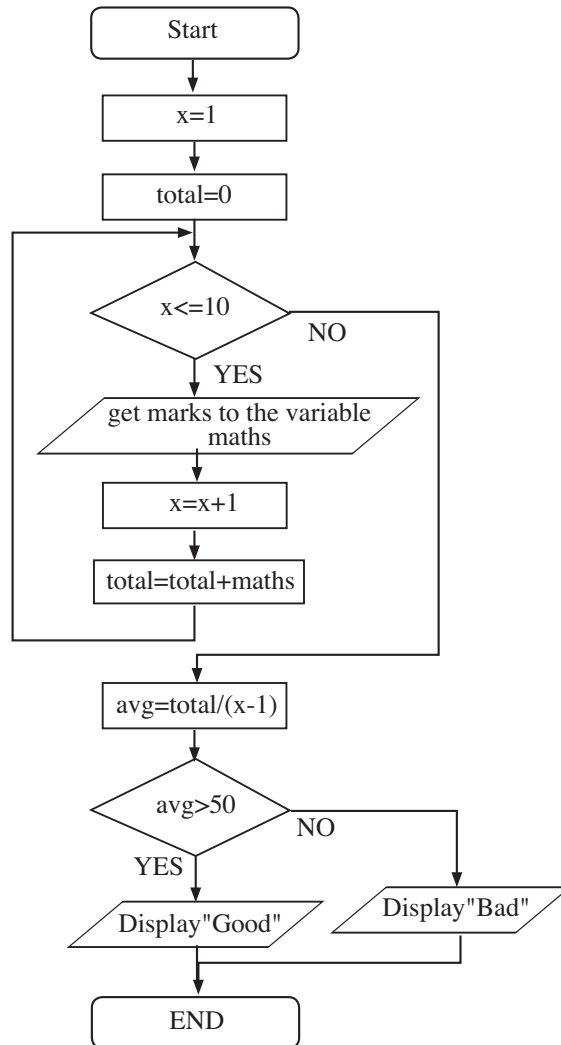 Start
x=1
total=0
x<=10
NO
YES
get marks to the variable
maths
x=x+1
total=total+maths
avg=total/(x-1)
avg>50
NO
YES
Display"Good"
Display"Bad"
END